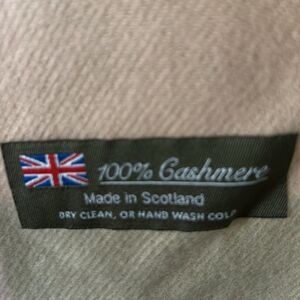 100% Cashmere
Made in Scotland
DRY CLEAN, OR HAND WASH COLD